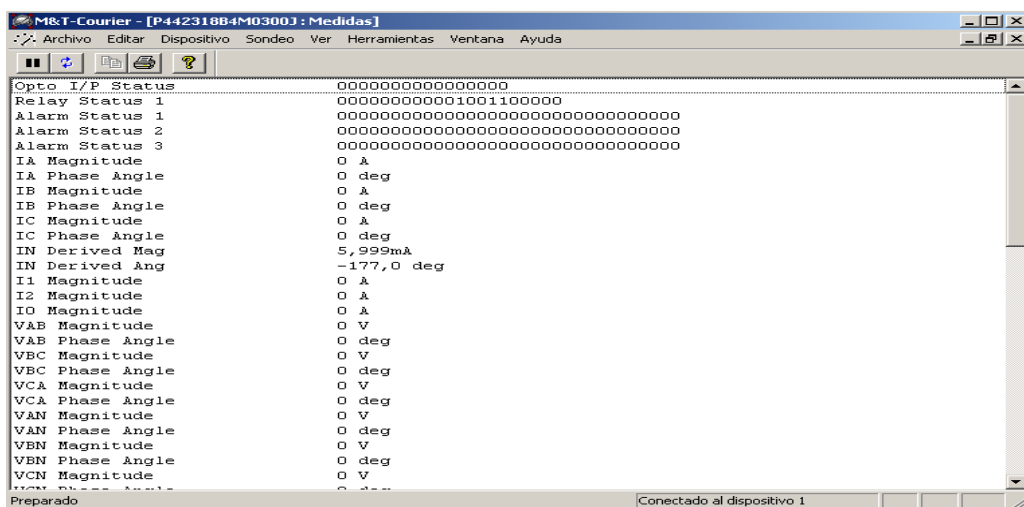 M&T-Courier - [P442318B4M0300J : Medidas]
Archivo Editar Dispositivo Sondeo Ver Herramientas Ventana Ayuda
Opto I/P Status 0000000000000000
Relay Status 1 000000000001001100000
Alarm Status 1 00000000000000000000000000000000
Alarm Status 2 00000000000000000000000000000000
Alarm Status 3 00000000000000000000000000000000
IA Magnitude 0 A
IA Phase Angle 0 deg
IB Magnitude 0 A
IB Phase Angle 0 deg
IC Magnitude 0 A
IC Phase Angle 0 deg
IN Derived Mag 5,999mA
IN Derived Ang -177,0 deg
I1 Magnitude 0 A
I2 Magnitude 0 A
I0 Magnitude 0 A
VAB Magnitude 0 V
VAB Phase Angle 0 deg
VBC Magnitude 0 V
VBC Phase Angle 0 deg
VCA Magnitude 0 V
VCA Phase Angle 0 deg
VAN Magnitude 0 V
VAN Phase Angle 0 deg
VBN Magnitude 0 V
VBN Phase Angle 0 deg
VCN Magnitude 0 V
Preparado Conectado al dispositivo 1